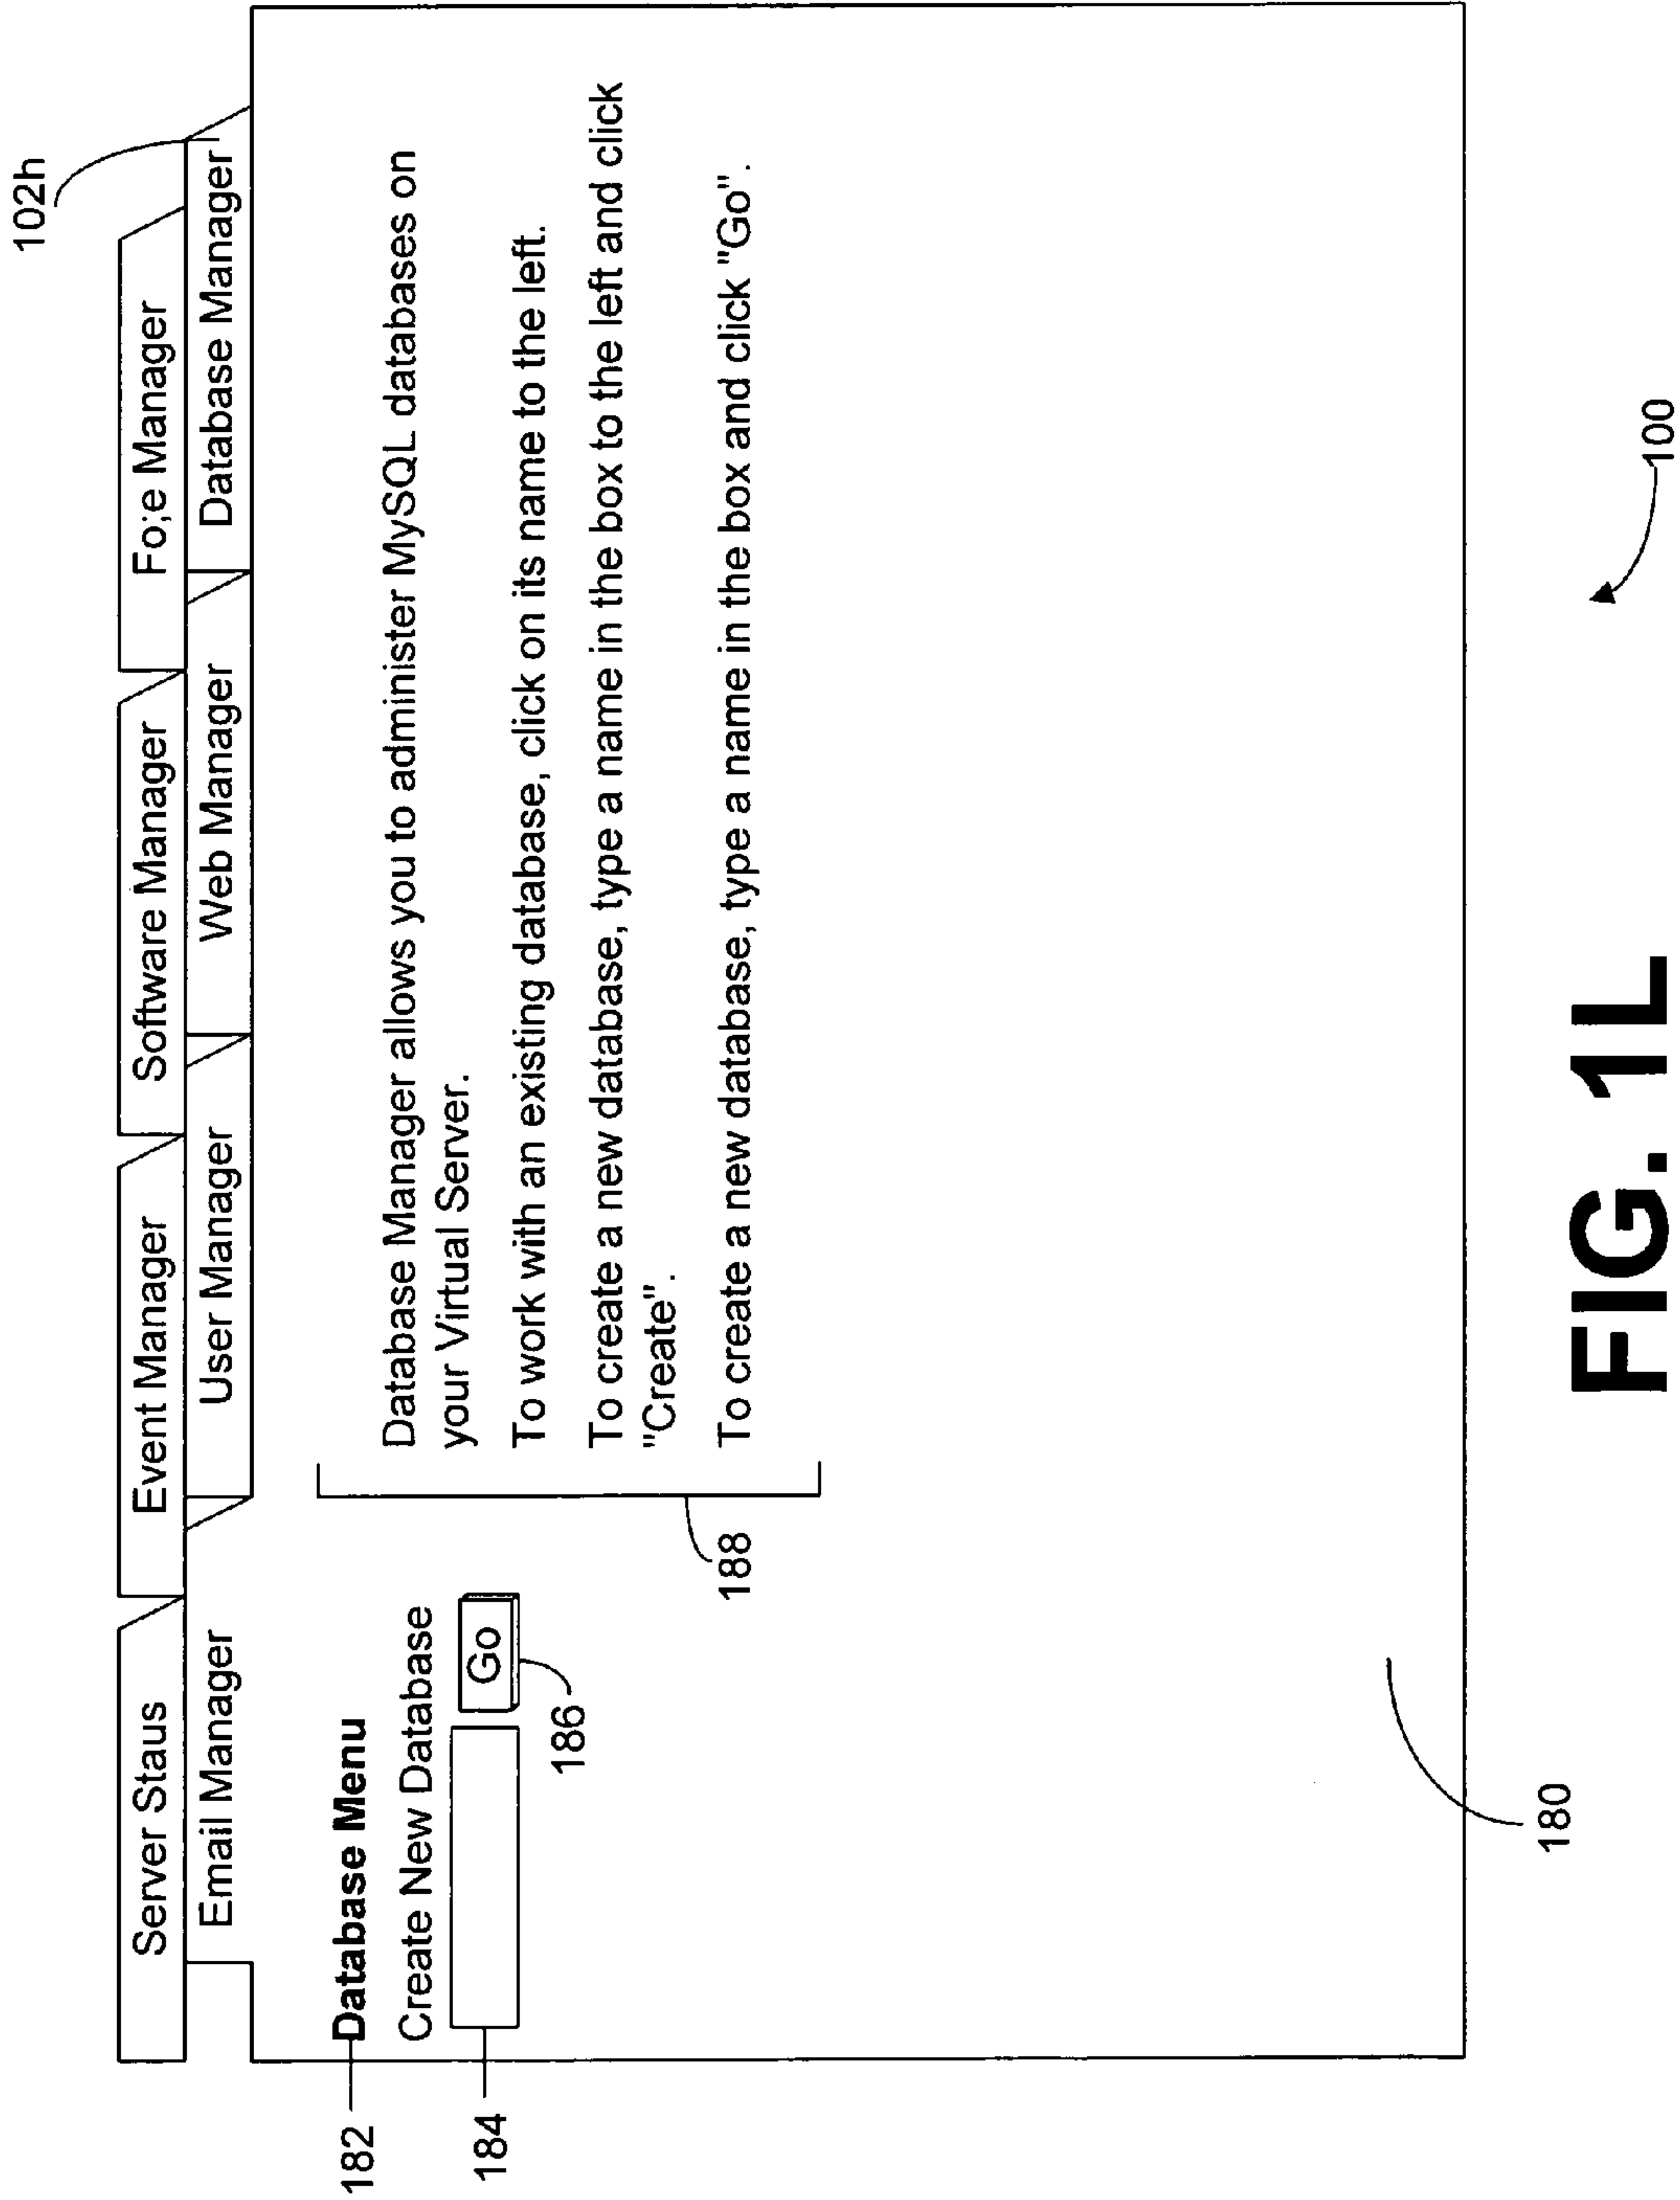 102h
Server Staus
Event Manager
Software Manager
Fo;e Manager
Email Manager
User Manager
Web Manager
Database Manager
182
Database Menu
Create New Database
184
Go
186
Database Manager allows you to administer MySQL databases on
your Virtual Server.
To work with an existing database, click on its name to the left.
To create a new database, type a name in the box to the left and click
"Create".
To create a new database, type a name in the box and click "Go".
188
180
100
FIG. 1L